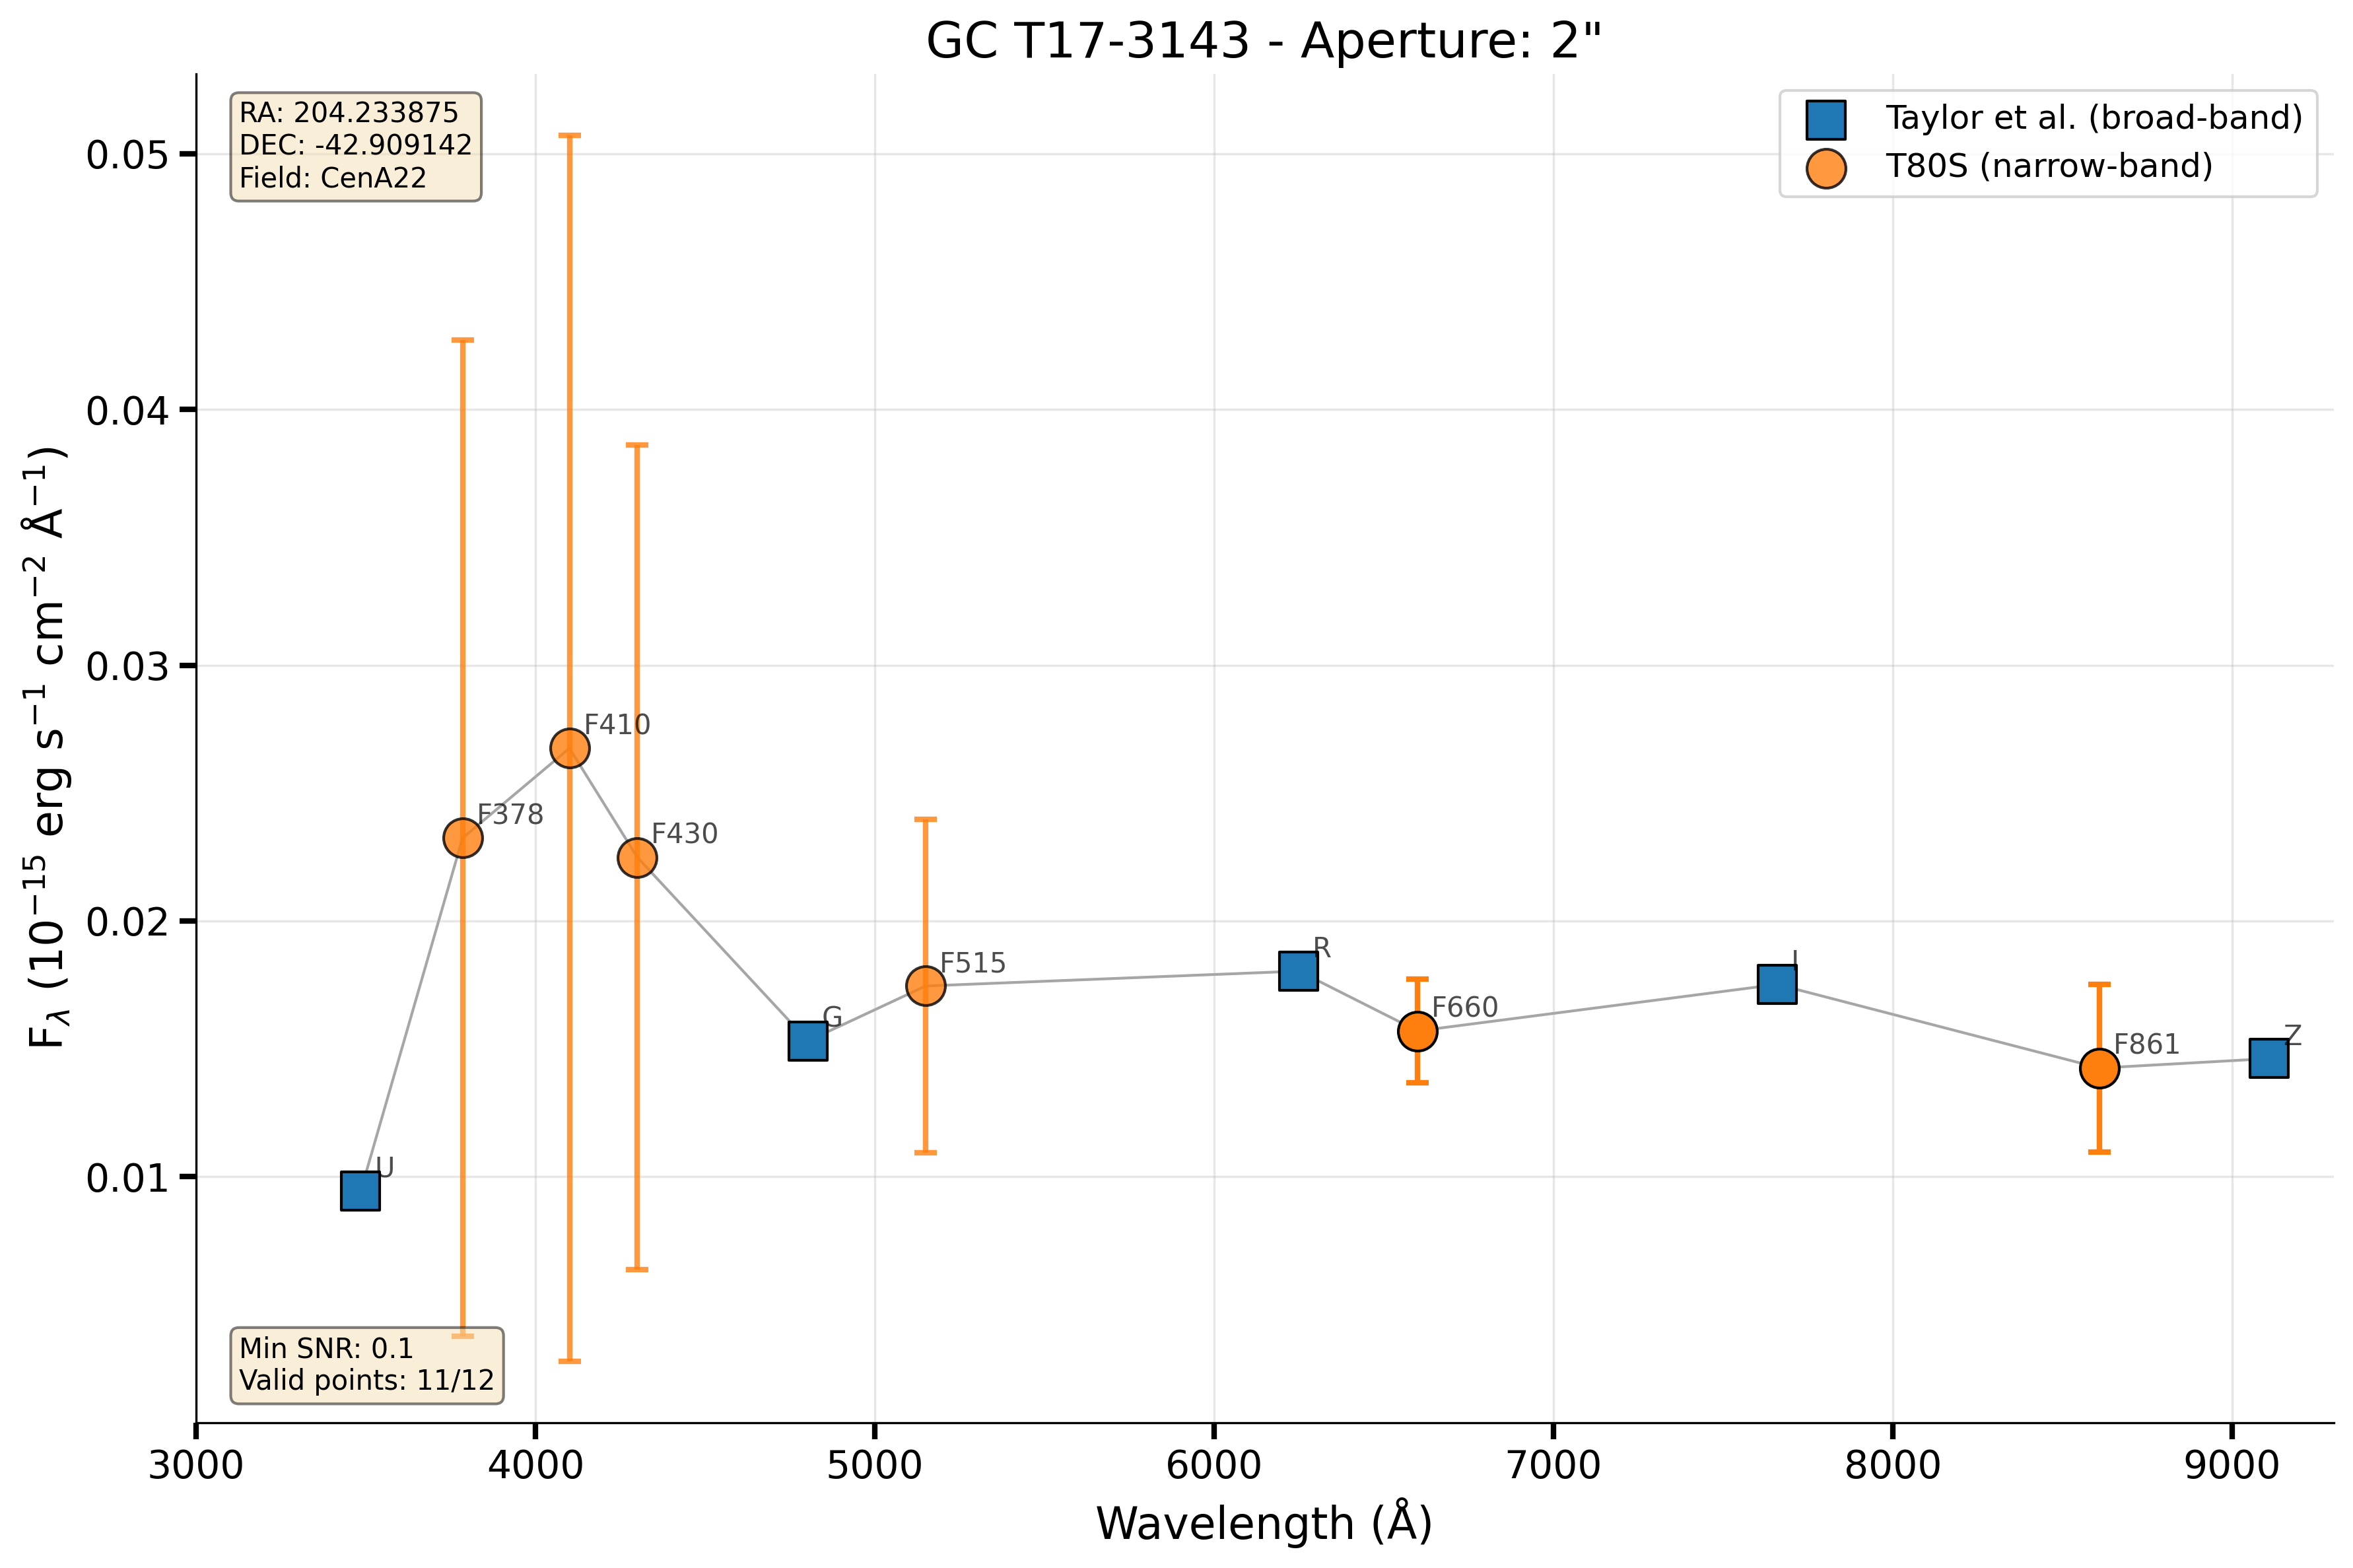 GC T17-3143 - Aperture: 2"
RA: 204.233875
DEC: -42.909142
Field: CenA22
Taylor et al. (broad-band)
T80S (narrow-band)
F$_{\lambda}$ (10$^{-15}$ erg s$^{-1}$ cm$^{-2}$ Å$^{-1}$)
0.05
0.04
0.03
0.02
0.01
U
F378
F410
F430
G
F515
R
F660
I
F861
Z
Min SNR: 0.1
Valid points: 11/12
3000 4000 5000 6000 7000 8000 9000
Wavelength (Å)